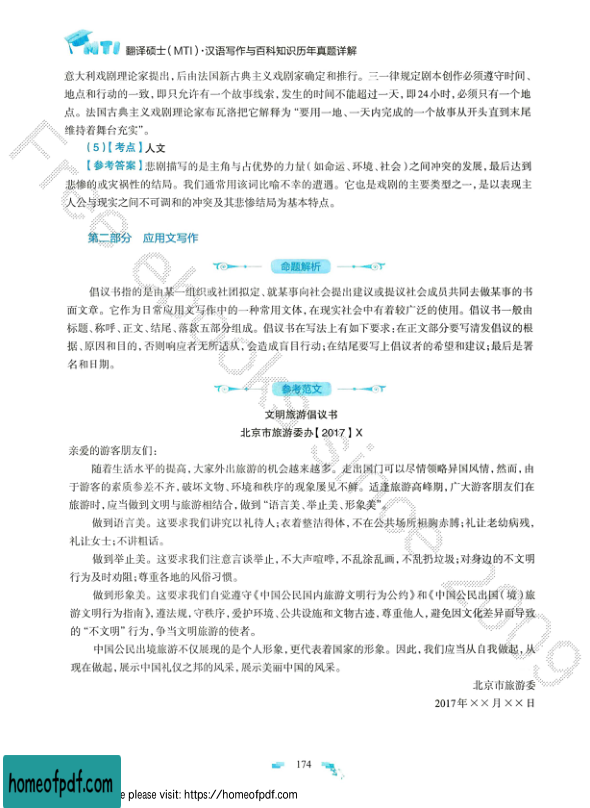 MTI 翻译硕士(MTI)·汉语写作与百科知识历年真题详解
意大利戏剧理论家提出,后由法国新古典主义戏剧家确定和推行。三一律规定剧本创作必须遵守时间、
地点和行动的一致,即只允许有一个故事线索,发生的时间不能超过一天,即24小时,必须只有一个地
点。法国古典主义戏剧理论家布瓦洛把它解释为“要用一地、一天内完成的一个故事从开头直到末尾
维持着舞台充实”。
(5)【考点】人文
【参考答案】悲剧描写的是主角与占优势的力量(如命运、环境、社会)之间冲突的发展,最后达到
悲惨的或灾祸性的结局。我们通常用该词比喻不幸的遭遇。它也是戏剧的主要类型之一,是以表现主
人公与现实之间不可调和的冲突及其悲惨结局为基本特点。
第二部分 应用文写作
命题解析
倡议书指的是由某一组织或社团拟定、就某事向社会提出建议或提议社会成员共同去做某事的书
面文章。它作为日常应用文写作中的一种常用文体,在现实社会中有着较广泛的使用。倡议书一般由
标题、称呼、正文、结尾、落款五部分组成。倡议书在写法上有如下要求:在正文部分要写清发倡议的根
据、原因和目的,否则响应者无所适从,会造成盲目行动;在结尾要写上倡议者的希望和建议;最后是署
名和日期。
参考范文
文明旅游倡议书
北京市旅游委办【2017】X
亲爱的游客朋友们:
随着生活水平的提高,大家外出旅游的机会越来越多。走出国门可以尽情领略异国风情,然而,由
于游客的素质参差不齐,破坏文物、环境和秩序的现象屡见不鲜。适逢旅游高峰期,广大游客朋友们在
旅游时,应当做到文明与旅游相结合,做到“语言美、举止美、形象美”。
做到语言美。这要求我们讲究以礼待人;衣着整洁得体,不在公共场所袒胸赤膊;礼让老幼病残,
礼让女士;不讲粗话。
做到举止美。这要求我们注意言谈举止,不大声喧哗,不乱涂乱画,不乱扔垃圾;对身边的不文明
行为及时劝阻;尊重各地的风俗习惯。
做到形象美。这要求我们自觉遵守《中国公民国内旅游文明行为公约》和《中国公民出国(境)旅
游文明行为指南》,遵法规,守秩序,爱护环境、公共设施和文物古迹,尊重他人,避免因文化差异而导致
的“不文明”行为,争当文明旅游的使者。
中国公民出境旅游不仅展现的是个人形象,更代表着国家的形象。因此,我们应当从自我做起,从
现在做起,展示中国礼仪之邦的风采,展示美丽中国的风采。
北京市旅游委
2017年××月××日
Free ebooks since 2009
174
homeofpdf.com
e please visit: https://homeofpdf.com